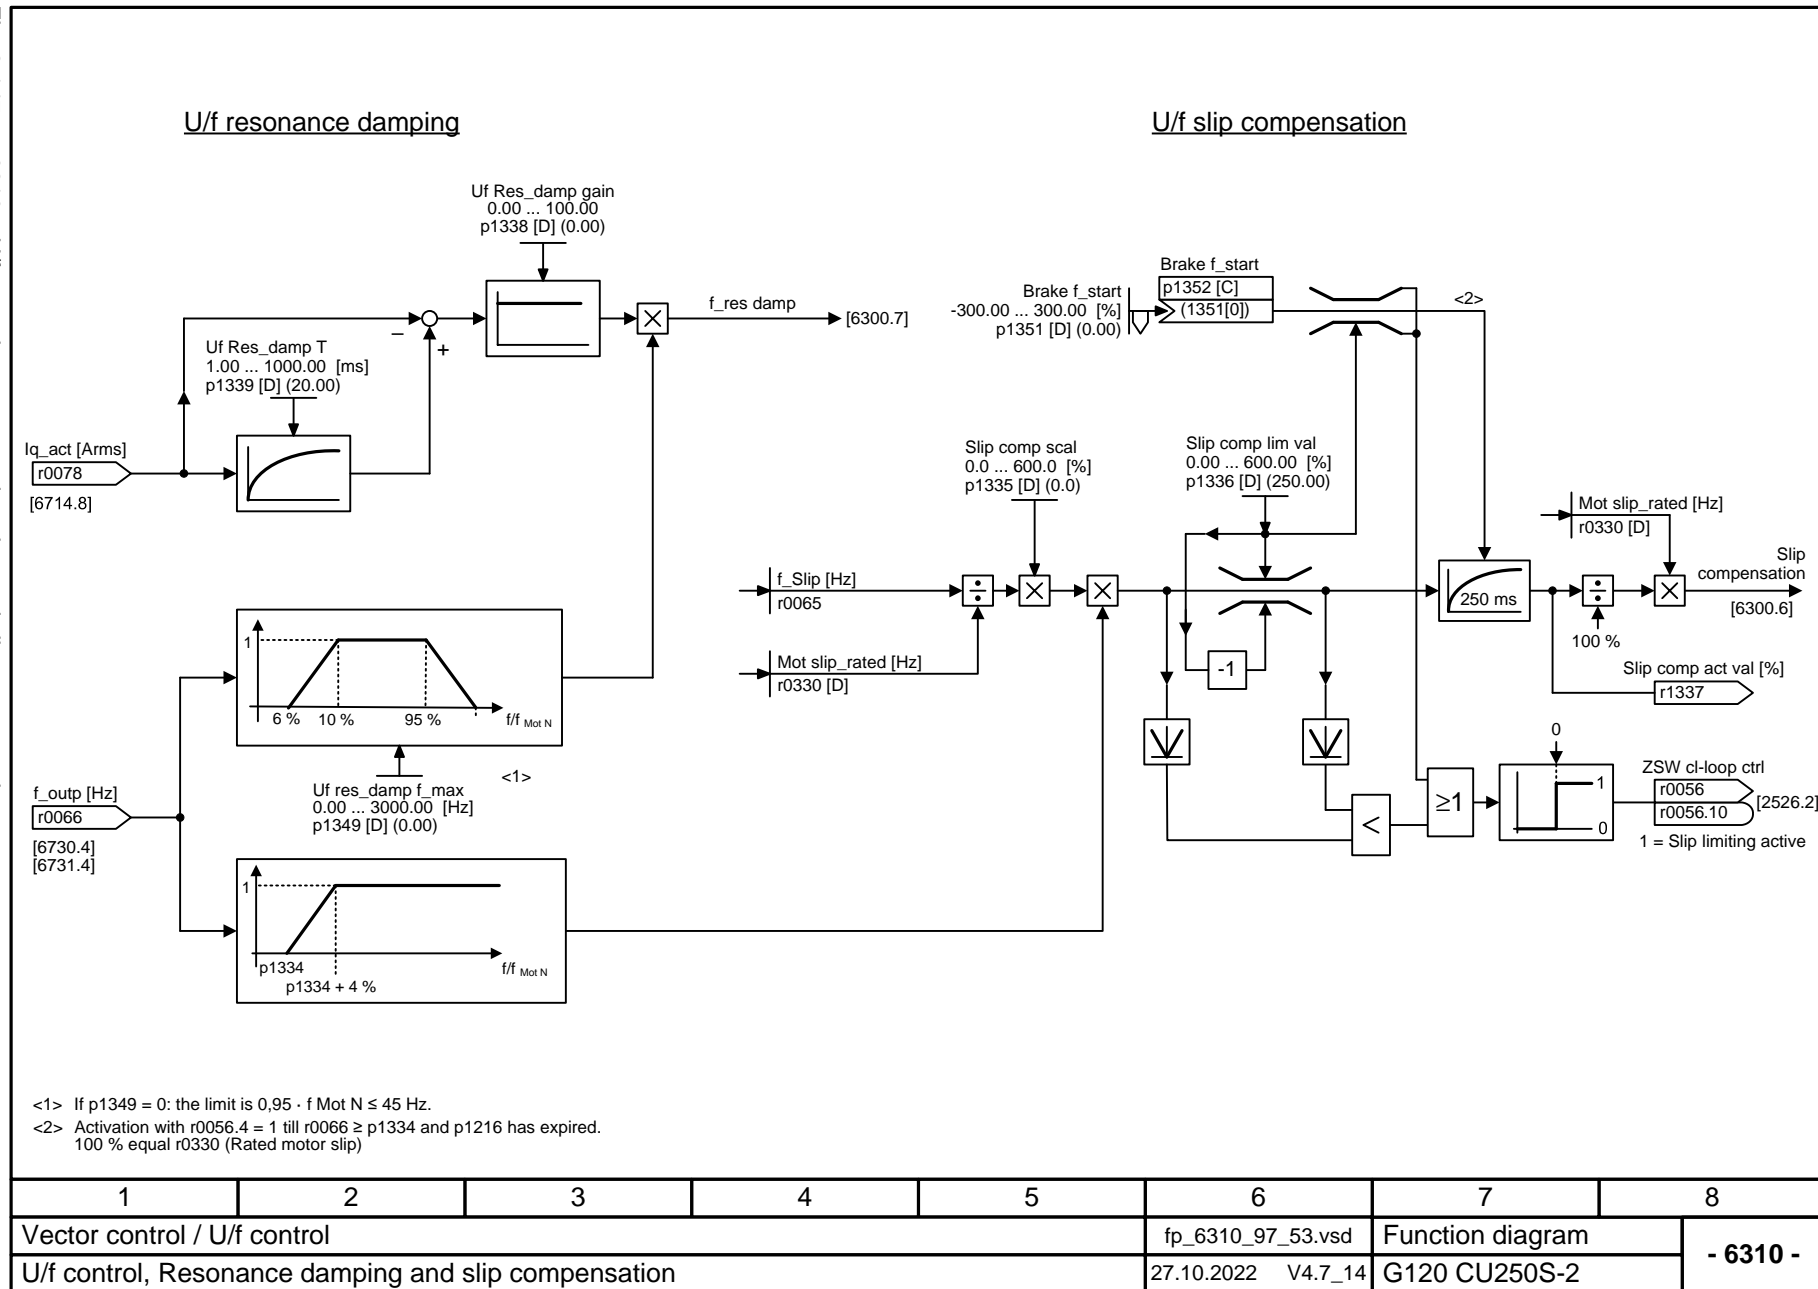 U/f resonance damping
U/f slip compensation
Uf Res_damp gain
0.00 ... 100.00
p1338 [D] (0.00)
f_res damp
[6300.7]
−
+
Uf Res_damp T
1.00 ... 1000.00 [ms]
p1339 [D] (20.00)
Iq_act [Arms]
r0078
[6714.8]
Brake f_start
-300.00 ... 300.00 [%]
p1351 [D] (0.00)
Brake f_start
p1352 [C]
(1351[0])
<2>
Slip comp scal
0.0 ... 600.0 [%]
p1335 [D] (0.0)
Slip comp lim val
0.00 ... 600.00 [%]
p1336 [D] (250.00)
Mot slip_rated [Hz]
r0330 [D]
f_Slip [Hz]
r0065
÷
×
×
250 ms
÷
×
Slip
compensation
[6300.6]
100 %
Mot slip_rated [Hz]
r0330 [D]
-1
Slip comp act val [%]
r1337
1
6 %
10 %
95 %
f/f Mot N
<1>
Uf res_damp f_max
0.00 ... 3000.00 [Hz]
p1349 [D] (0.00)
f_outp [Hz]
r0066
[6730.4]
[6731.4]
<
≥1
0
1
0
ZSW cl-loop ctrl
r0056
r0056.10
[2526.2]
1 = Slip limiting active
1
p1334
p1334 + 4 %
f/f Mot N
<1> If p1349 = 0: the limit is 0,95 · f Mot N ≤ 45 Hz.
<2> Activation with r0056.4 = 1 till r0066 ≥ p1334 and p1216 has expired.
100 % equal r0330 (Rated motor slip)
1 2 3 4 5 6 7 8
Vector control / U/f control
fp_6310_97_53.vsd
Function diagram
- 6310 -
U/f control, Resonance damping and slip compensation
27.10.2022 V4.7_14
G120 CU250S-2